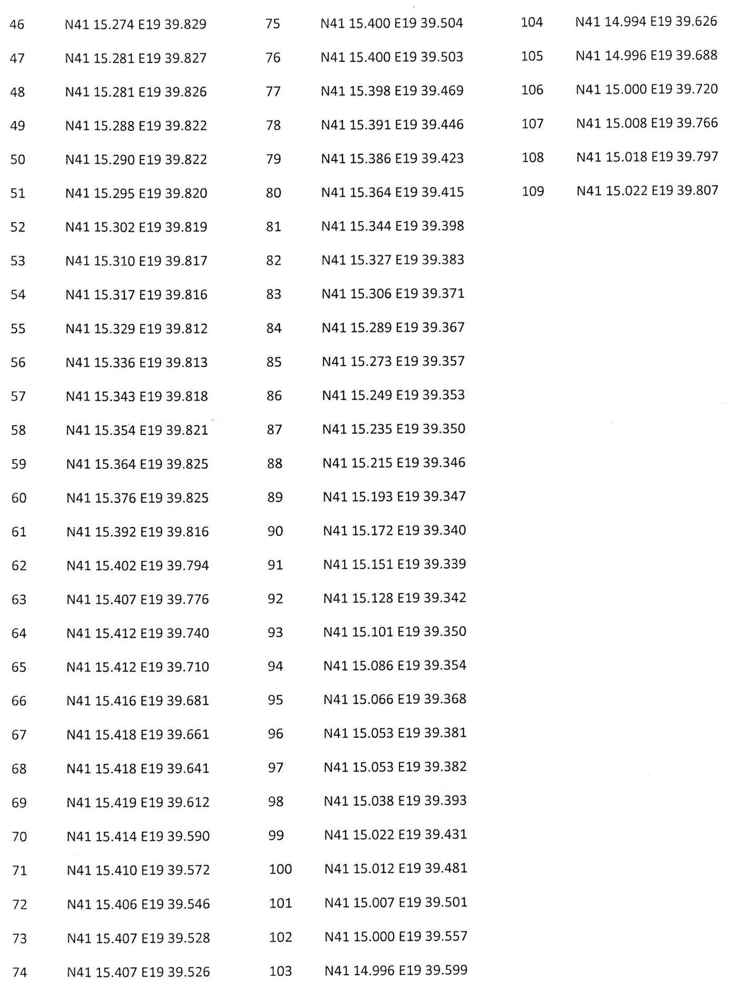 46 N41 15.274 E19 39.829
47 N41 15.281 E19 39.827
48 N41 15.281 E19 39.826
49 N41 15.288 E19 39.822
50 N41 15.290 E19 39.822
51 N41 15.295 E19 39.820
52 N41 15.302 E19 39.819
53 N41 15.310 E19 39.817
54 N41 15.317 E19 39.816
55 N41 15.329 E19 39.812
56 N41 15.336 E19 39.813
57 N41 15.343 E19 39.818
58 N41 15.354 E19 39.821
59 N41 15.364 E19 39.825
60 N41 15.376 E19 39.825
61 N41 15.392 E19 39.816
62 N41 15.402 E19 39.794
63 N41 15.407 E19 39.776
64 N41 15.412 E19 39.740
65 N41 15.412 E19 39.710
66 N41 15.416 E19 39.681
67 N41 15.418 E19 39.661
68 N41 15.418 E19 39.641
69 N41 15.419 E19 39.612
70 N41 15.414 E19 39.590
71 N41 15.410 E19 39.572
72 N41 15.406 E19 39.546
73 N41 15.407 E19 39.528
74 N41 15.407 E19 39.526
75 N41 15.400 E19 39.504
76 N41 15.400 E19 39.503
77 N41 15.398 E19 39.469
78 N41 15.391 E19 39.446
79 N41 15.386 E19 39.423
80 N41 15.364 E19 39.415
81 N41 15.344 E19 39.398
82 N41 15.327 E19 39.383
83 N41 15.306 E19 39.371
84 N41 15.289 E19 39.367
85 N41 15.273 E19 39.357
86 N41 15.249 E19 39.353
87 N41 15.235 E19 39.350
88 N41 15.215 E19 39.346
89 N41 15.193 E19 39.347
90 N41 15.172 E19 39.340
91 N41 15.151 E19 39.339
92 N41 15.128 E19 39.342
93 N41 15.101 E19 39.350
94 N41 15.086 E19 39.354
95 N41 15.066 E19 39.368
96 N41 15.053 E19 39.381
97 N41 15.053 E19 39.382
98 N41 15.038 E19 39.393
99 N41 15.022 E19 39.431
100 N41 15.012 E19 39.481
101 N41 15.007 E19 39.501
102 N41 15.000 E19 39.557
103 N41 14.996 E19 39.599
104 N41 14.994 E19 39.626
105 N41 14.996 E19 39.688
106 N41 15.000 E19 39.720
107 N41 15.008 E19 39.766
108 N41 15.018 E19 39.797
109 N41 15.022 E19 39.807